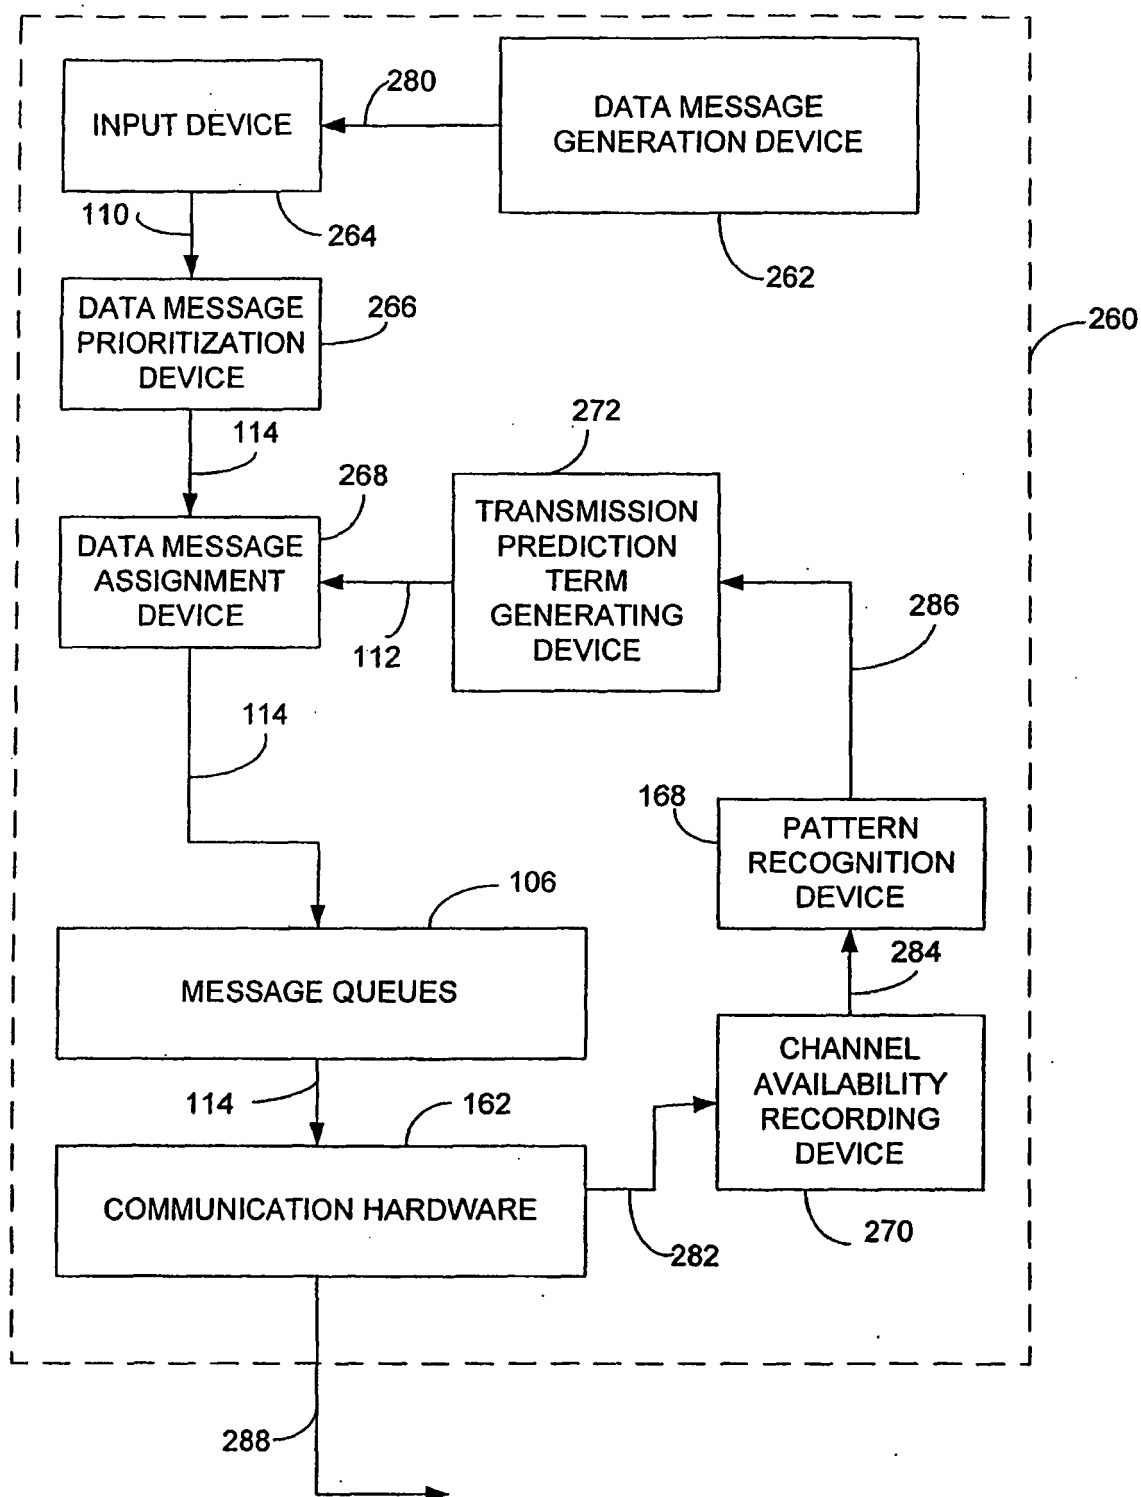 INPUT DEVICE
280
DATA MESSAGE
GENERATION DEVICE
110
264
262
DATA MESSAGE
PRIORITIZATION
DEVICE
266
260
114
272
268
DATA MESSAGE
ASSIGNMENT
DEVICE
TRANSMISSION
PREDICTION
TERM
GENERATING
DEVICE
112
286
114
168
PATTERN
RECOGNITION
DEVICE
106
284
MESSAGE QUEUES
CHANNEL
AVAILABILITY
RECORDING
DEVICE
114
162
COMMUNICATION HARDWARE
282
270
288